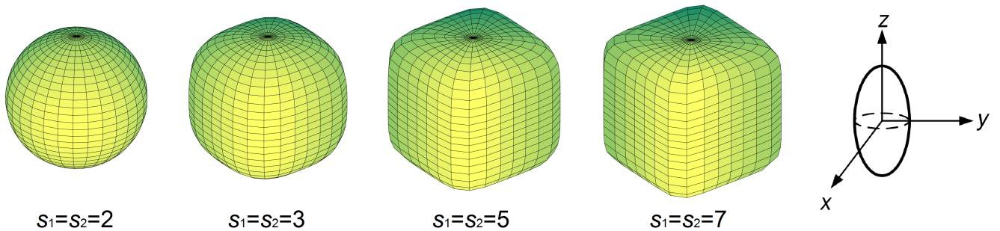 s₁=s₂=2
s₁=s₂=3
s₁=s₂=5
s₁=s₂=7
z
y
x